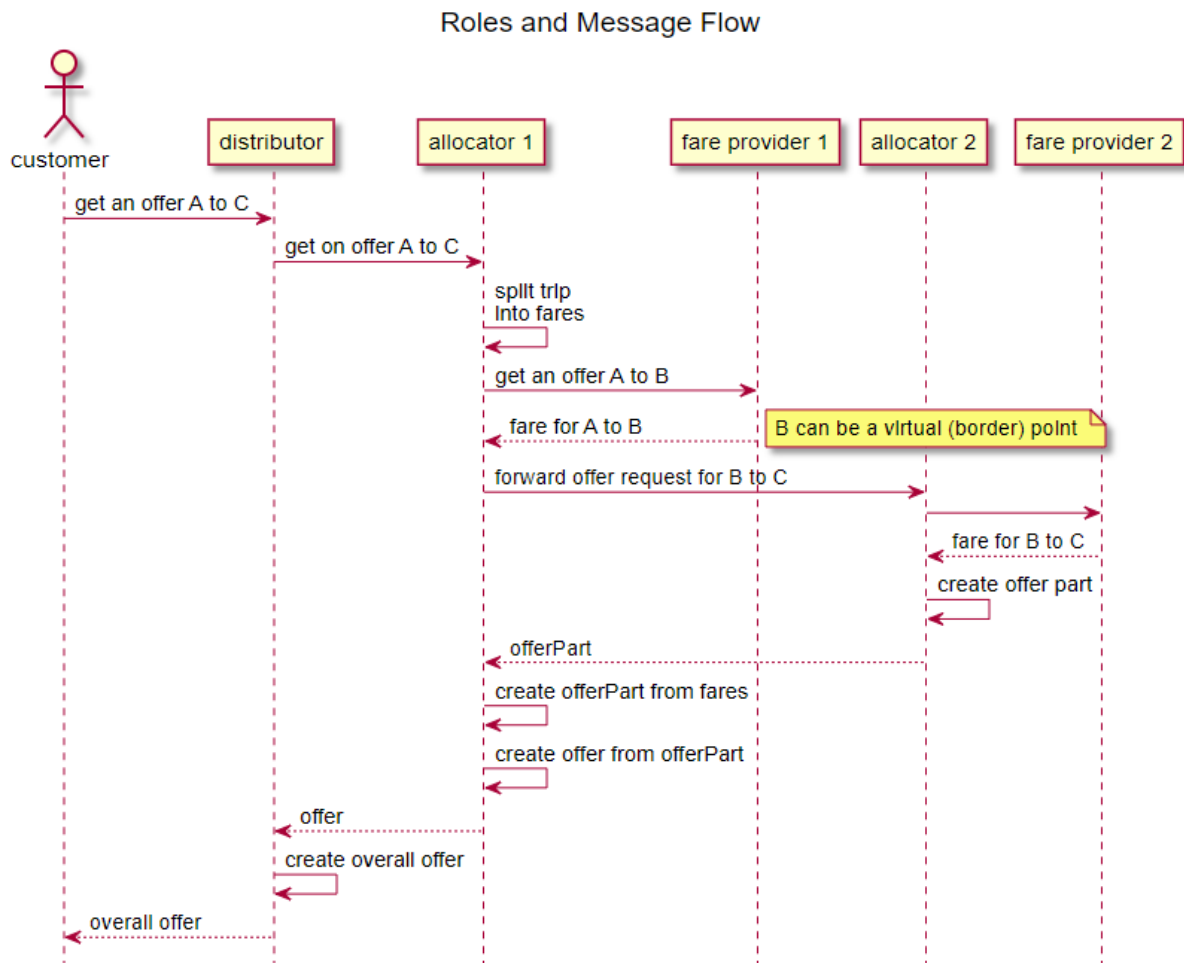 Roles and Message Flow
customer
distributor
allocator 1
fare provider 1
allocator 2
fare provider 2
get an offer A to C
get on offer A to C
split trip
into fares
get an offer A to B
fare for A to B
B can be a virtual (border) point
forward offer request for B to C
fare for B to C
create offer part
offerPart
create offerPart from fares
create offer from offerPart
offer
create overall offer
overall offer